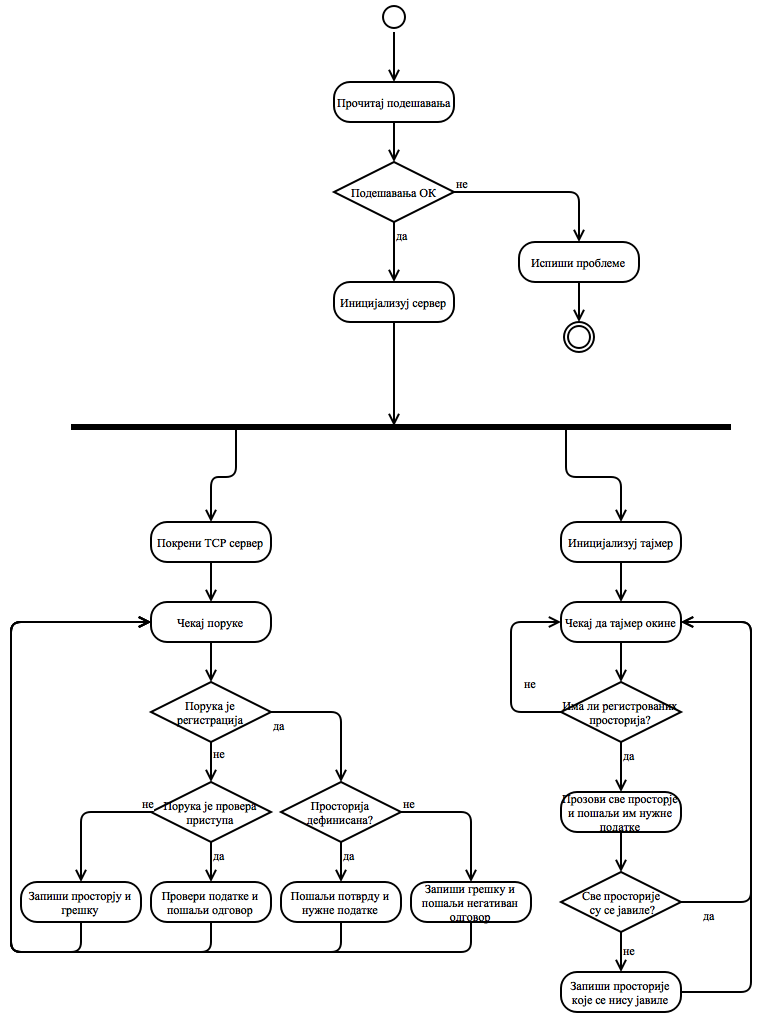 Прочитај подешавања
Подешавања ОК
не
да
Испиши проблеме
Иницијализуј сервер
Покрени TCP сервер
Иницијализуј тајмер
Чекај поруке
Чекај да тајмер окине
Порука је
регистрација
да
не
Порука је провера
приступа
не
да
Просторија
дефинисана?
не
да
Запиши просторју и
грешку
Провери податке и
пошаљи одговор
Пошаљи потврду и
нужне податке
Запиши грешку и
пошаљи негативан
одговор
Има ли регистрованих
просторија?
не
да
Прозови све просторје
и пошаљи им нужне
податке
Све просторије
су се јавиле?
да
не
Запиши просторије
које се нису јавиле